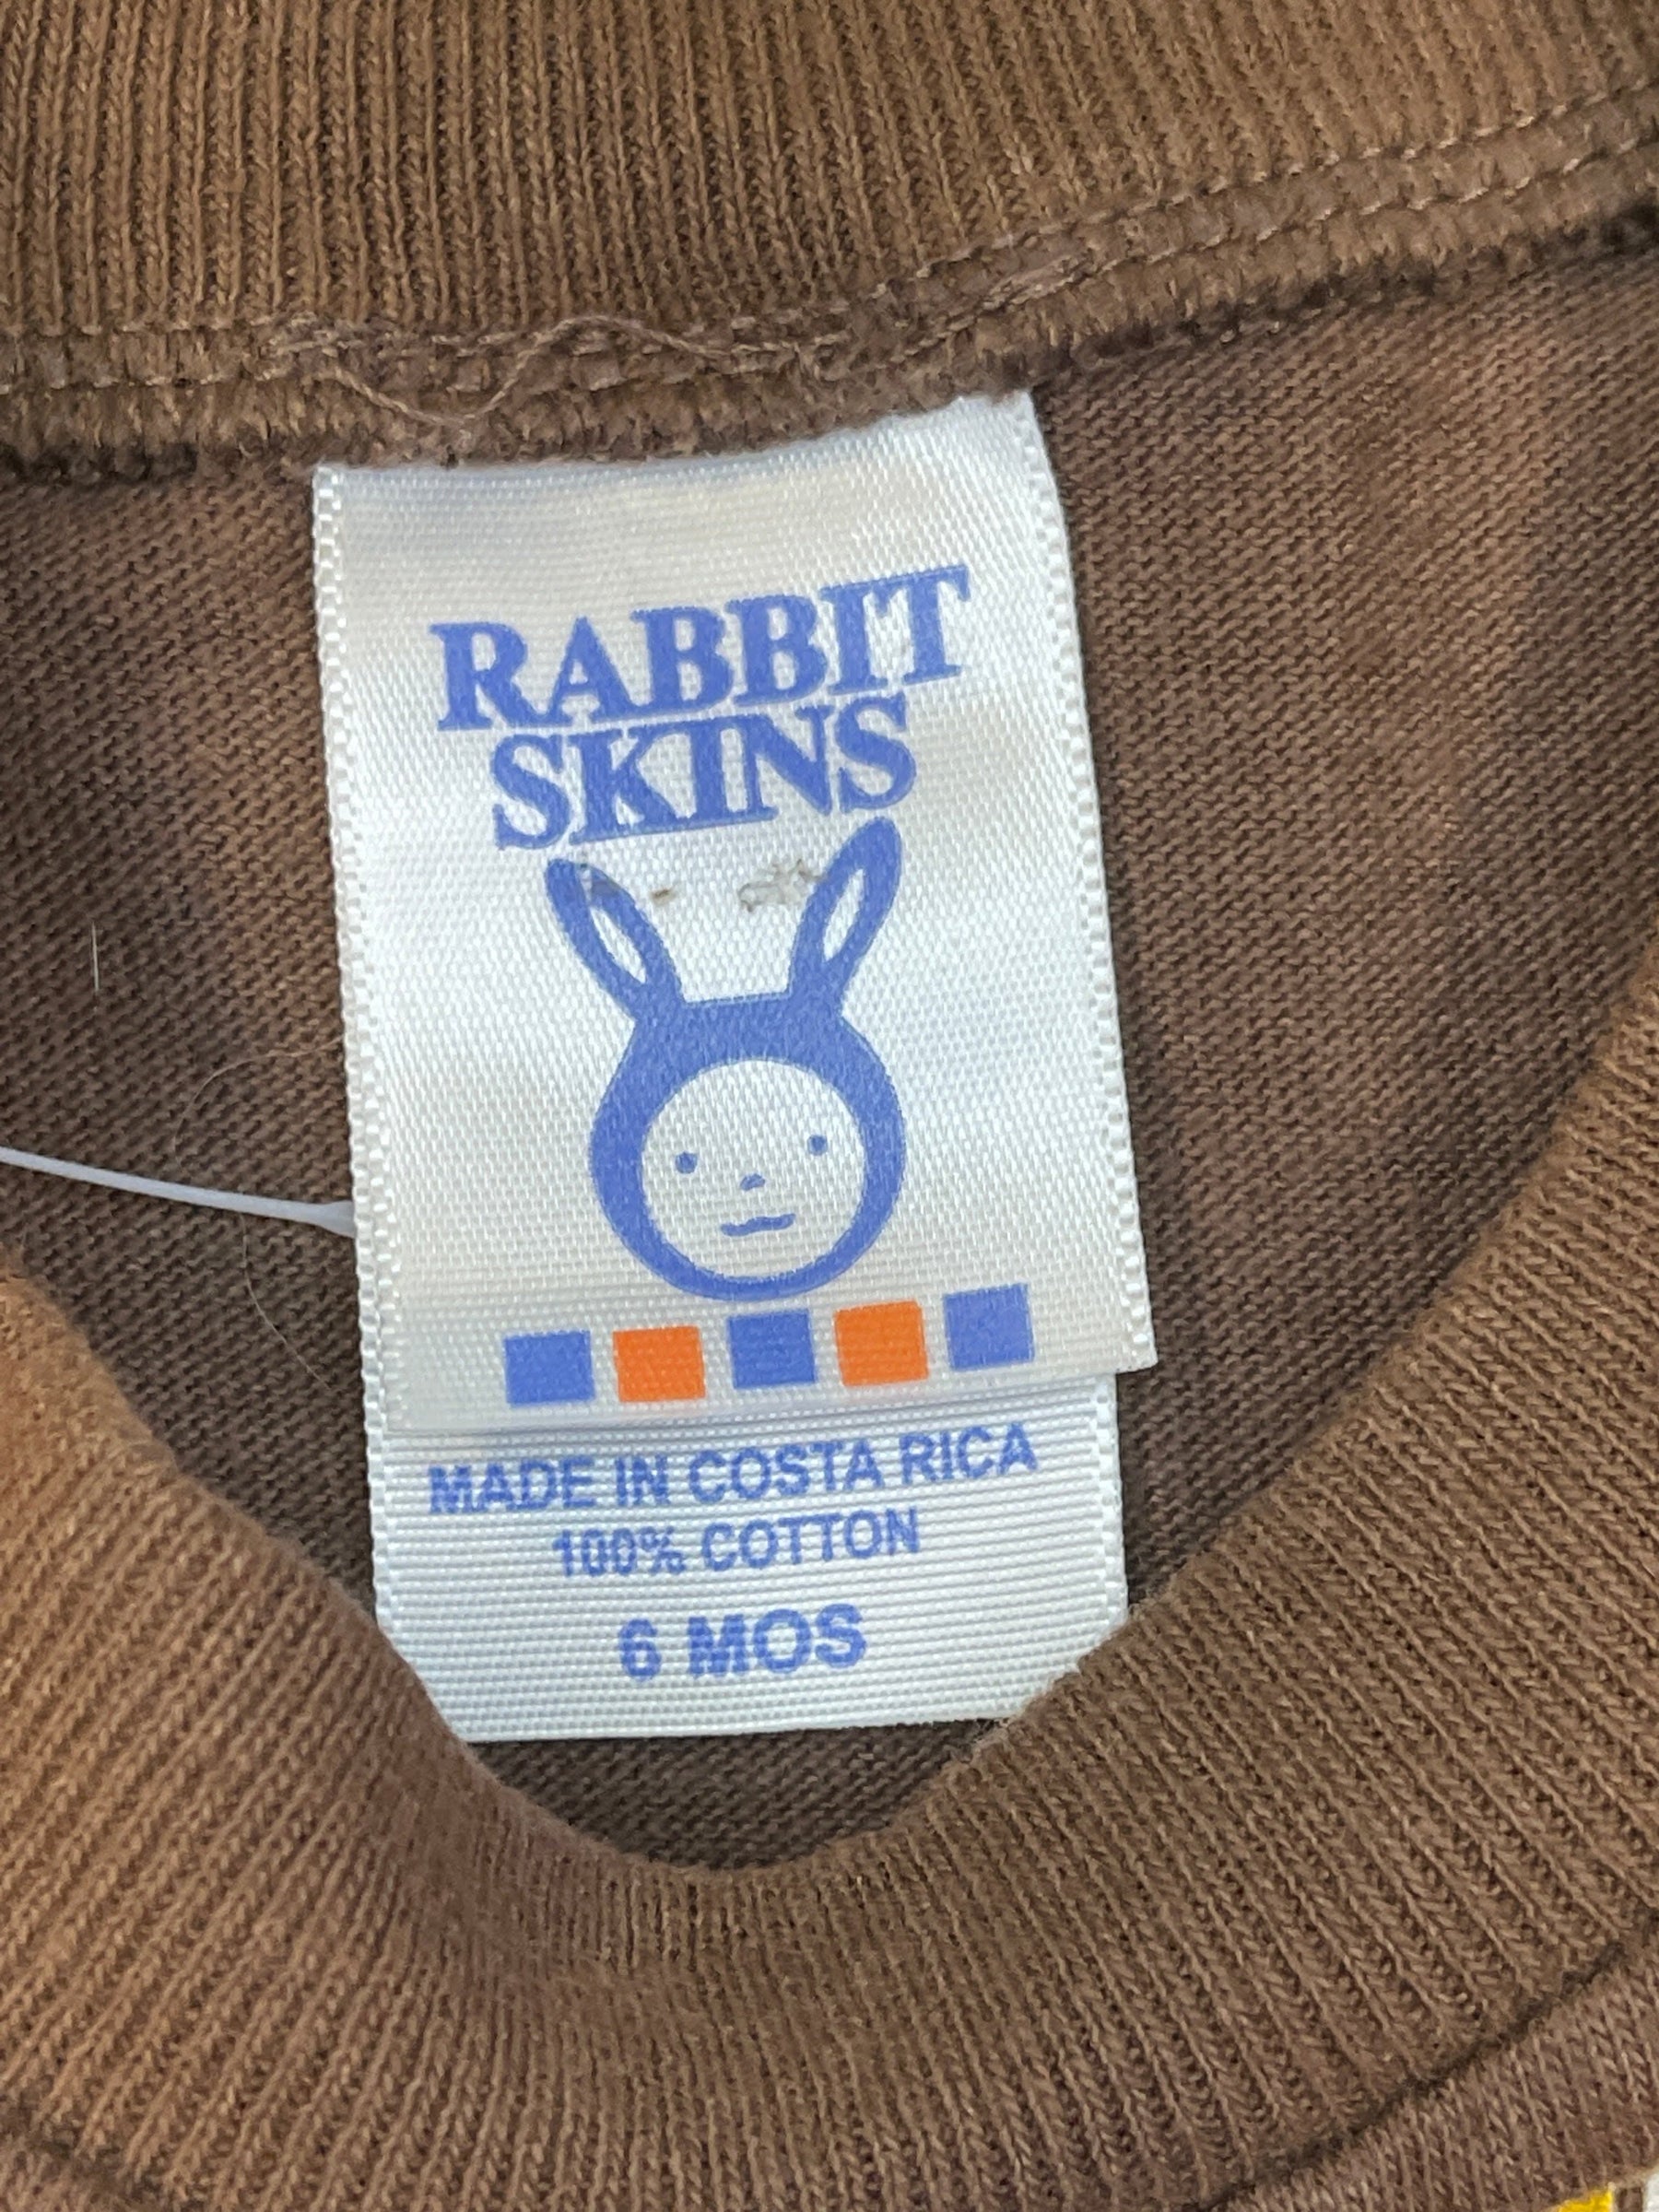 RABBIT
SKINS
MADE IN COSTA RICA
100% COTTON
6 MOS